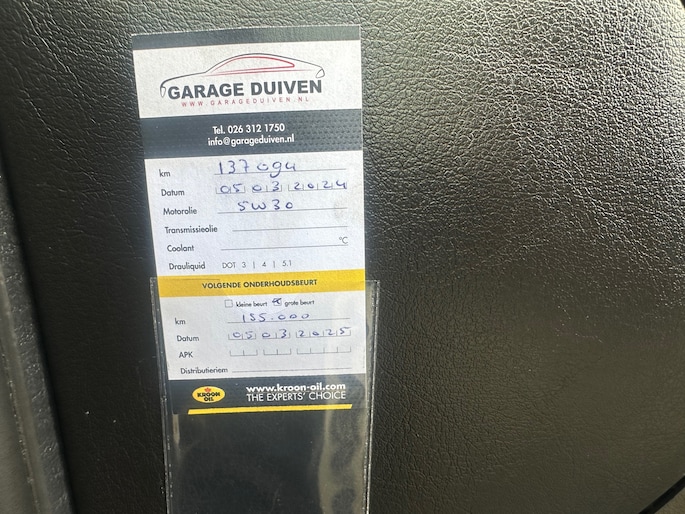 GARAGE DUIVEN
WWW.GARAGEDUIVEN.NL
Tel. 026 312 1750
info@garageduiven.nl
km 137094
Datum 05 03 2024
Motorolie 5W30
Transmissieolie
Coolant °C
Drauliquid DOT 3 | 4 | 5.1
VOLGENDE ONDERHOUDSBEURT
kleine beurt grote beurt
km 155.000
Datum 05 03 2025
APK
Distributieriem
KROON OIL www.kroon-oil.com
THE EXPERTS' CHOICE